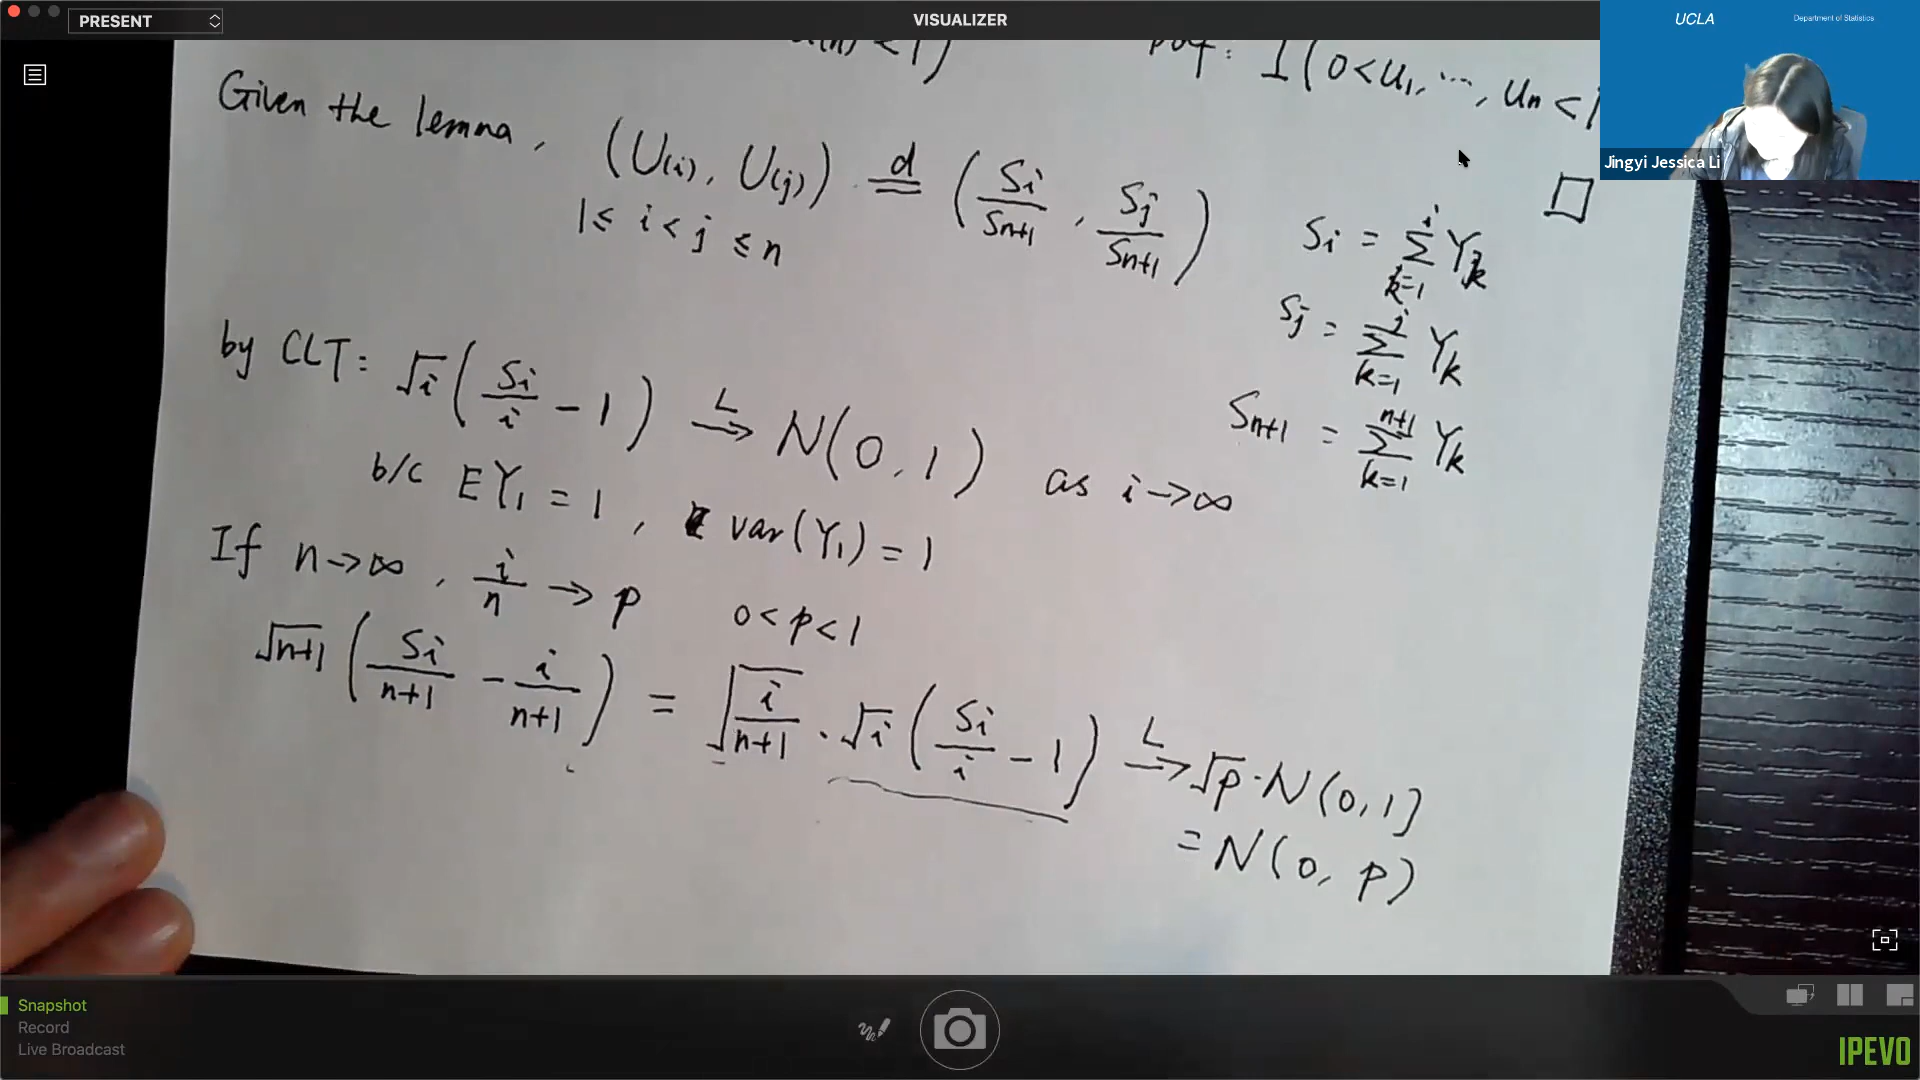 PRESENT
VISUALIZER
UCLA
Department of Statistics
Jingyi Jessica Li
pdf: I(0<u₁, ⋯, uₙ<1
Given the lemma, (U₍ᵢ₎, U₍ⱼ₎) =ᵈ (Sᵢ/Sₙ₊₁, Sⱼ/Sₙ₊₁) □
1 ≤ i < j ≤ n
Sᵢ = Σ_{k=1}^{i} Yₖ
Sⱼ = Σ_{k=1}^{j} Yₖ
Sₙ₊₁ = Σ_{k=1}^{n+1} Yₖ
by CLT: √i (Sᵢ/i − 1) →ᴸ N(0, 1) as i→∞
b/c EY₁ = 1, var(Y₁) = 1
If n→∞, i/n → p 0<p<1
√(n+1) (Sᵢ/(n+1) − i/(n+1)) = √(i/(n+1)) · √i (Sᵢ/i − 1) →ᴸ √p · N(0, 1)
= N(0, p)
Snapshot
Record
Live Broadcast
IPEVO